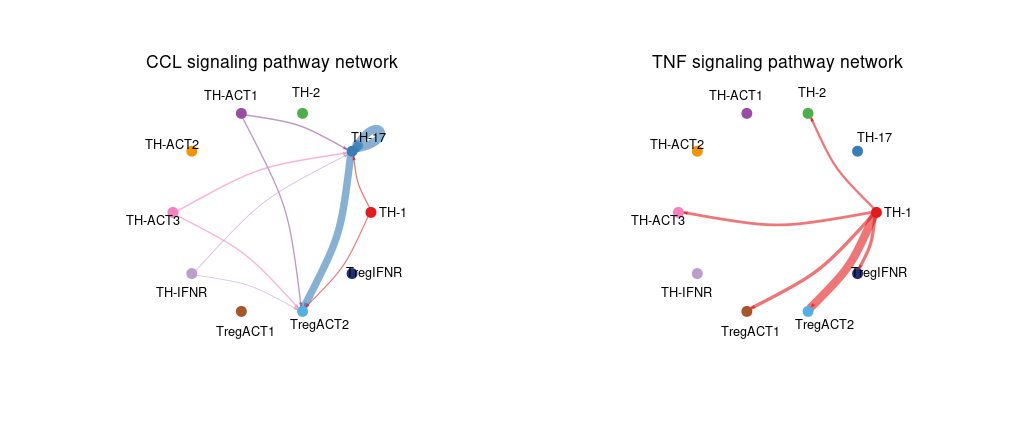 CCL signaling pathway network
TH-ACT1
TH-2
TH-ACT2
TH-17
TH-ACT3
TH-1
TH-IFNR
TregIFNR
TregACT1
TregACT2
TNF signaling pathway network
TH-ACT1
TH-2
TH-ACT2
TH-17
TH-ACT3
TH-1
TH-IFNR
TregIFNR
TregACT1
TregACT2